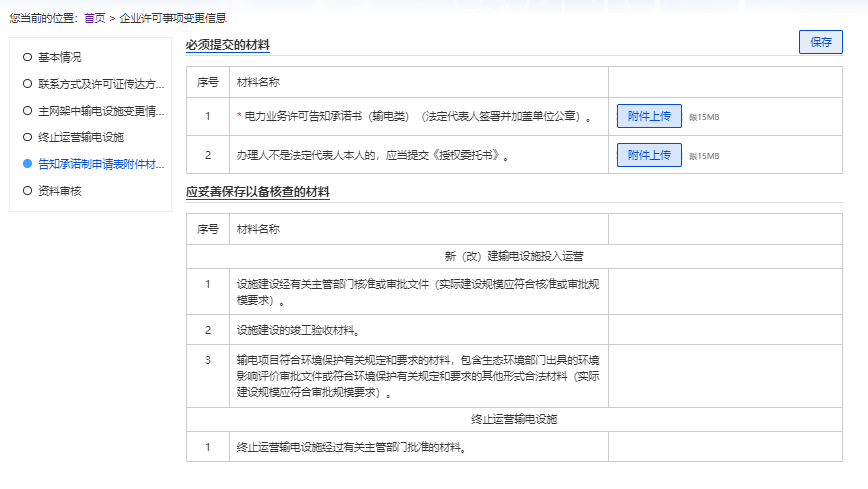 您当前的位置：首页 > 企业许可事项变更信息
基本情况
联系方式及许可证传达方...
主网架中输电设施变更情...
终止运营输电设施
告知承诺制申请表附件材...
资料审核
必须提交的材料
保存
序号 材料名称
1 * 电力业务许可告知承诺书（输电类）（法定代表人签署并加盖单位公章）。 附件上传 限15MB
2 办理人不是法定代表人本人的，应当提交《授权委托书》。 附件上传 限15MB
应妥善保存以备核查的材料
序号 材料名称
新（改）建输电设施投入运营
1 设施建设经有关主管部门核准或审批文件（实际建设规模应符合核准或审批规
模要求）。
2 设施建设的竣工验收材料。
3 输电项目符合环境保护有关规定和要求的材料，包含生态环境部门出具的环境
影响评价审批文件或符合环境保护有关规定和要求的其他形式合法材料（实际
建设规模应符合审批规模要求）。
终止运营输电设施
1 终止运营输电设施经过有关主管部门批准的材料。